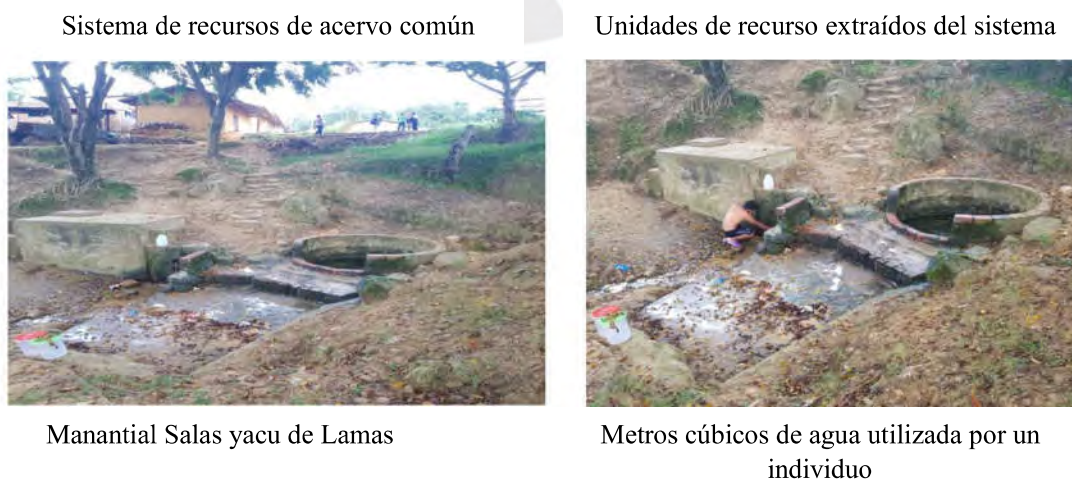 Sistema de recursos de acervo común
Unidades de recurso extraídos del sistema
Manantial Salas yacu de Lamas
Metros cúbicos de agua utilizada por un
individuo